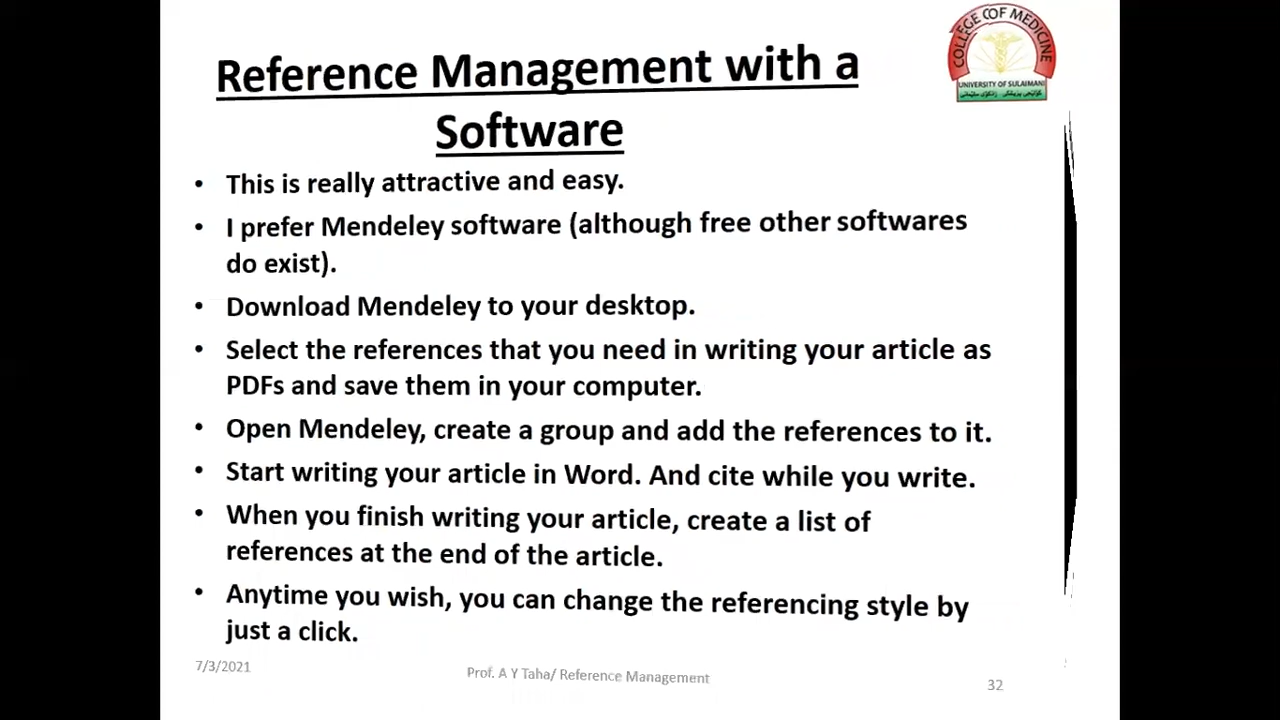 COLLEGE OF MEDICINE
UNIVERSITY OF SULAIMANI
Reference Management with a
Software
• This is really attractive and easy.
• I prefer Mendeley software (although free other softwares
do exist).
• Download Mendeley to your desktop.
• Select the references that you need in writing your article as
PDFs and save them in your computer.
• Open Mendeley, create a group and add the references to it.
• Start writing your article in Word. And cite while you write.
• When you finish writing your article, create a list of
references at the end of the article.
• Anytime you wish, you can change the referencing style by
just a click.
7/3/2021
Prof. A Y Taha/ Reference Management
32